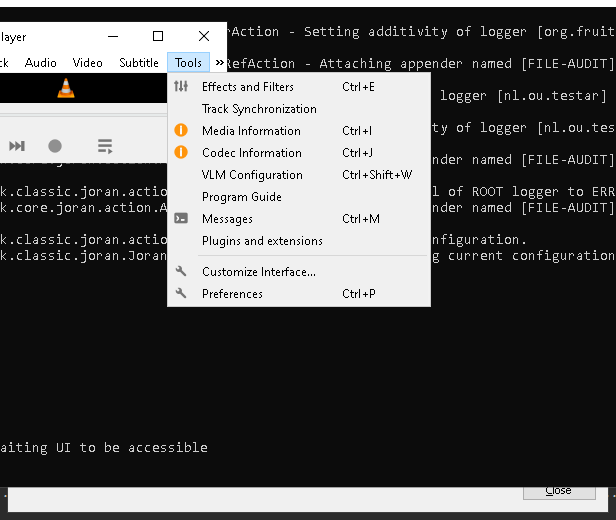 layer
rAction - Setting additivity of logger [org.fruit
ck Audio Video Subtitle Tools »
RefAction - Attaching appender named [FILE-AUDIT]
Effects and Filters Ctrl+E
Track Synchronization
logger [nl.ou.testar]
Media Information Ctrl+I
ty of logger [nl.ou.tes
Codec Information Ctrl+J
nder named [FILE-AUDIT]
VLM Configuration Ctrl+Shift+W
k.classic.joran.actio
l of ROOT logger to ERR
Program Guide
k.core.joran.action.A
nder named [FILE-AUDIT]
Messages Ctrl+M
Plugins and extensions
k.classic.joran.actio
nfiguration.
k.classic.joran.Joran
g current configuration
Customize Interface...
Preferences Ctrl+P
aiting UI to be accessible
Close